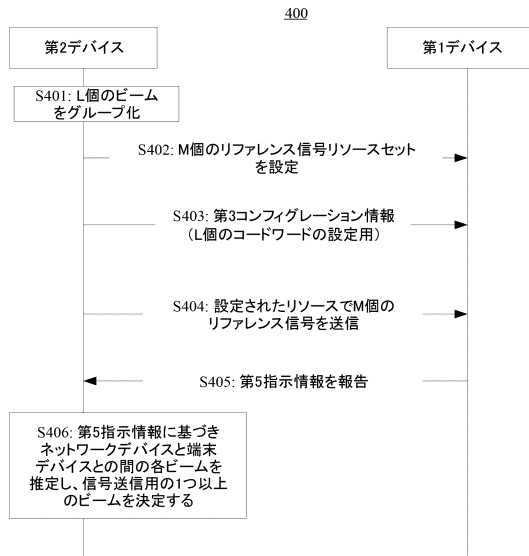 400
第2デバイス
第1デバイス
S401: L個のビーム
をグループ化
S402: M個のリファレンス信号リソースセット
を設定
S403: 第3コンフィグレーション情報
（L個のコードワードの設定用）
S404: 設定されたリソースでM個の
リファレンス信号を送信
S405: 第5指示情報を報告
S406: 第5指示情報に基づき
ネットワークデバイスと端末
デバイスとの間の各ビームを
推定し、信号送信用の1つ以上
のビームを決定する